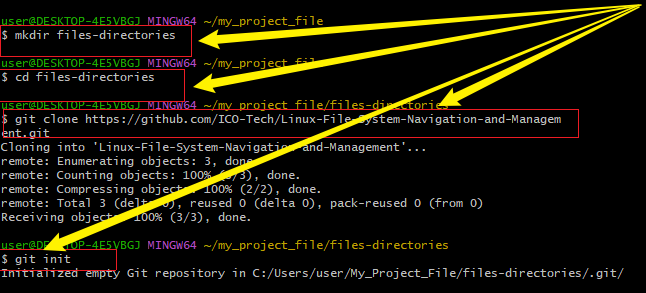 user@DESKTOP-4E5VBGJ MINGW64 ~/my_project_file
$ mkdir files-directories
user@DESKTOP-4E5VBGJ MINGW64 ~/my_project_file
$ cd files-directories
user@DESKTOP-4E5VBGJ MINGW64 ~/my_project_file/files-directories
$ git clone https://github.com/ICO-Tech/Linux-File-System-Navigation-and-Managem
ent.git
Cloning into 'Linux-File-System-Navigation-and-Management'...
remote: Enumerating objects: 3, done.
remote: Counting objects: 100% (3/3), done.
remote: Compressing objects: 100% (2/2), done.
remote: Total 3 (delta 0), reused 0 (delta 0), pack-reused 0 (from 0)
Receiving objects: 100% (3/3), done.
user@DESKTOP-4E5VBGJ MINGW64 ~/my_project_file/files-directories
$ git init
Initialized empty Git repository in C:/Users/user/My_Project_File/files-directories/.git/